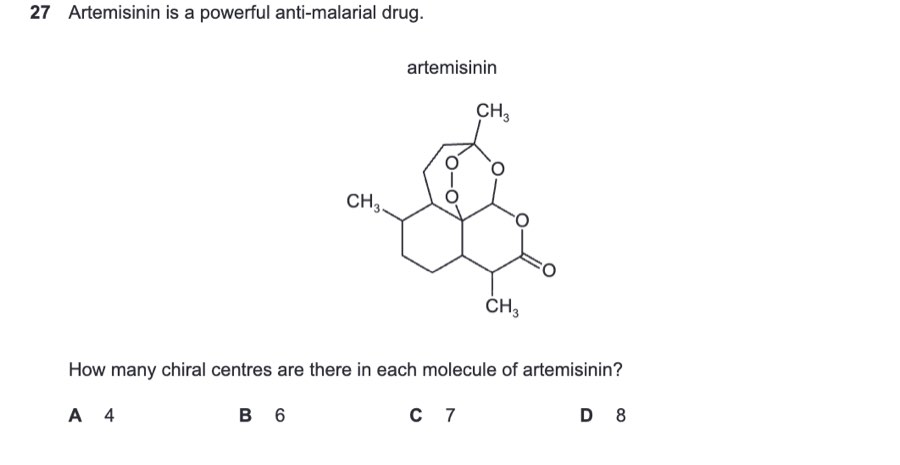 27 Artemisinin is a powerful anti-malarial drug.
artemisinin
CH₃
O
O
O
CH₃
O
O
CH₃
How many chiral centres are there in each molecule of artemisinin?
A 4 B 6 C 7 D 8